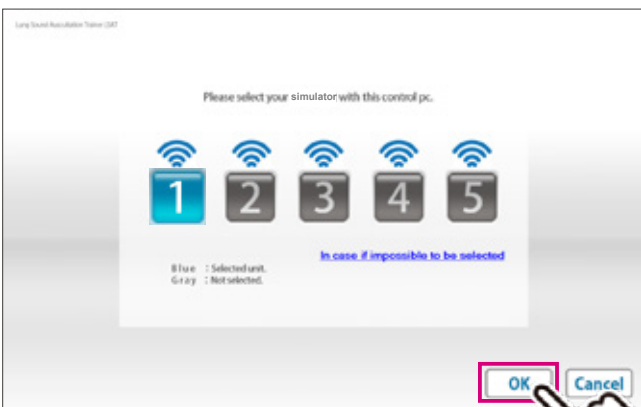 Lung Sound Auscultation Trainer LSAT
Please select your simulator with this control pc.
1 2 3 4 5
In case if impossible to be selected
Blue : Selected unit.
Gray : Not selected.
OK Cancel